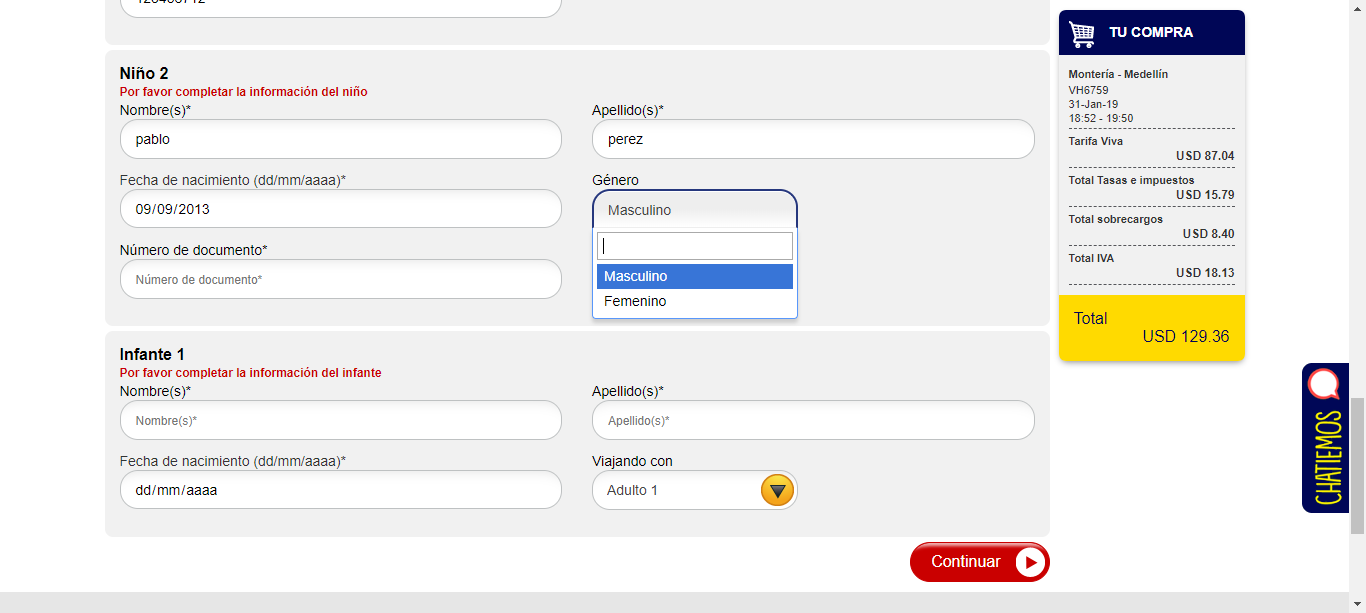 Niño 2
Por favor completar la información del niño
Nombre(s)*
Apellido(s)*
pablo
perez
Fecha de nacimiento (dd/mm/aaaa)*
Género
09/09/2013
Masculino
Número de documento*
Número de documento*
Masculino
Femenino
Infante 1
Por favor completar la información del infante
Nombre(s)*
Apellido(s)*
Nombre(s)*
Apellido(s)*
Fecha de nacimiento (dd/mm/aaaa)*
Viajando con
dd/mm/aaaa
Adulto 1
Continuar
TU COMPRA
Montería - Medellín
VH6759
31-Jan-19
18:52 - 19:50
Tarifa Viva
USD 87.04
Total Tasas e impuestos
USD 15.79
Total sobrecargos
USD 8.40
Total IVA
USD 18.13
Total
USD 129.36
CHATIEMOS